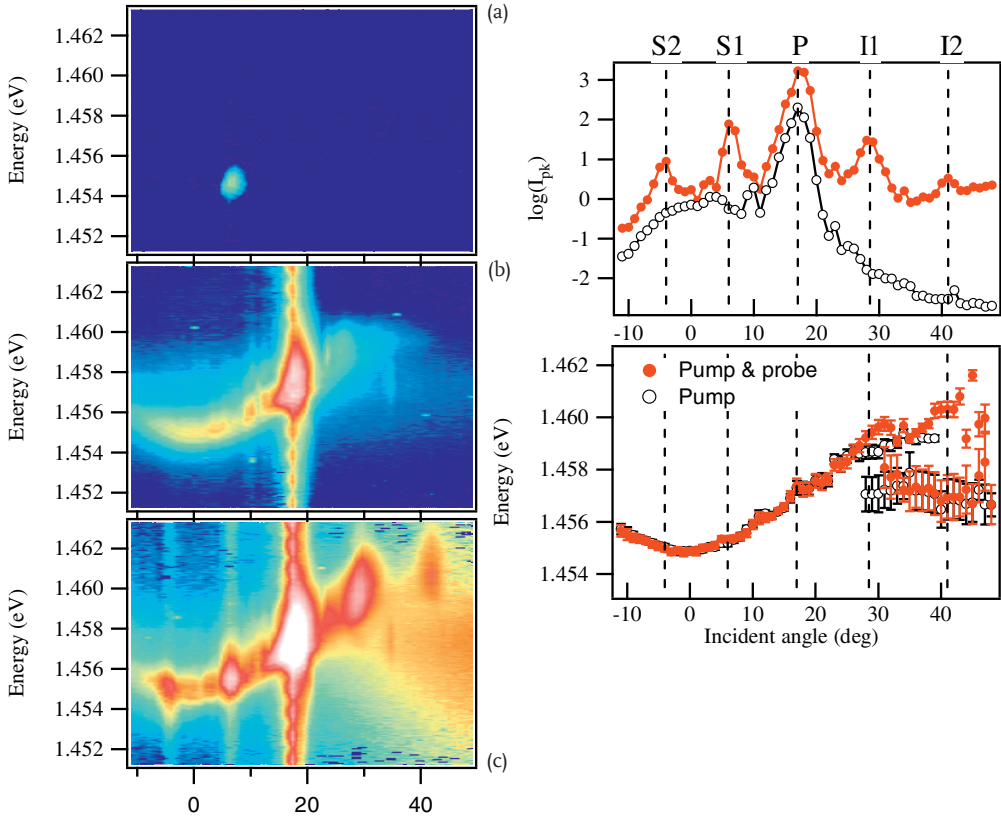 (a)
1.462
1.460
1.458
1.456
1.454
1.452
Energy (eV)
(b)
1.462
1.460
1.458
1.456
1.454
1.452
Energy (eV)
(c)
1.462
1.460
1.458
1.456
1.454
1.452
Energy (eV)
0 20 40
S2 S1 P I1 I2
3
2
1
0
-1
-2
log(Ipk)
-10 0 10 20 30 40
Pump & probe
Pump
1.462
1.460
1.458
1.456
1.454
Energy (eV)
-10 0 10 20 30 40
Incident angle (deg)